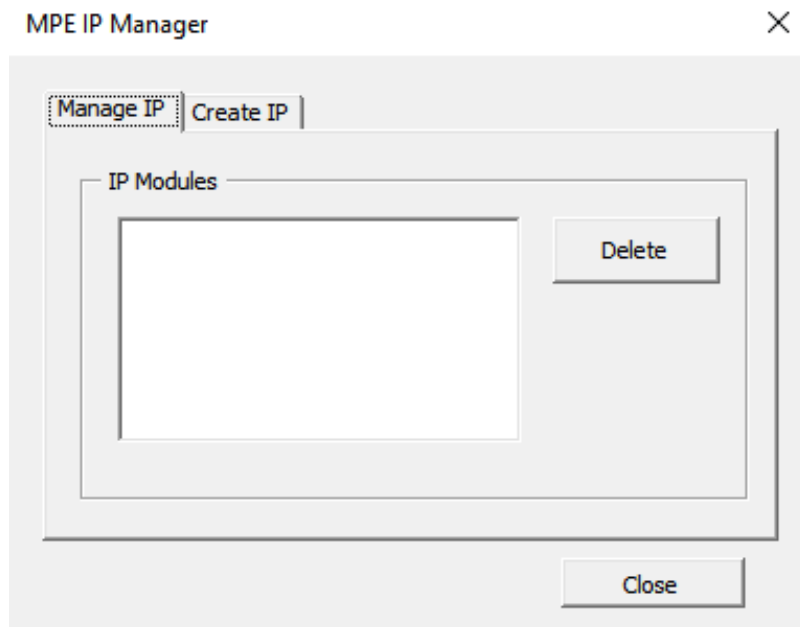 MPE IP Manager
Manage IP
Create IP
IP Modules
Delete
Close